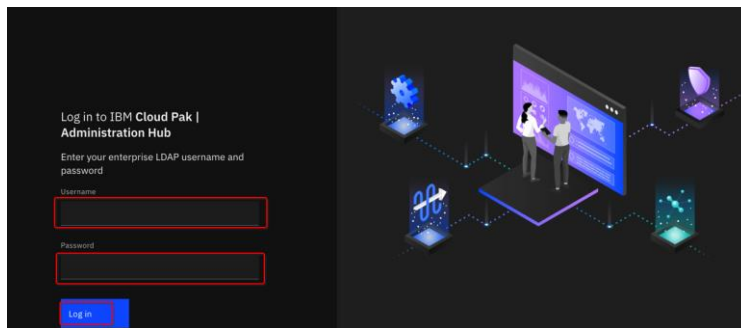 Log in to IBM Cloud Pak |
Administration Hub
Enter your enterprise LDAP username and
password
Username
Password
Log in